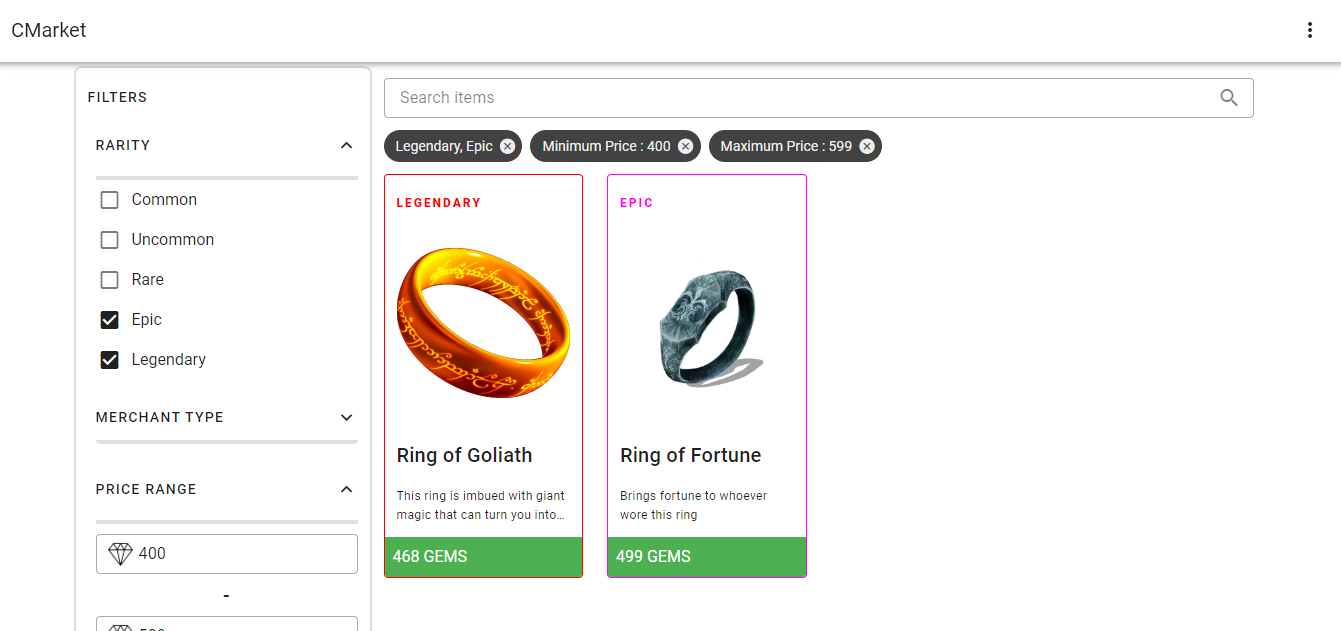 CMarket
FILTERS
RARITY
Common
Uncommon
Rare
Epic
Legendary
MERCHANT TYPE
PRICE RANGE
400
-
Search items
Legendary, Epic
Minimum Price : 400
Maximum Price : 599
LEGENDARY
Ring of Goliath
This ring is imbued with giant
magic that can turn you into...
468 GEMS
EPIC
Ring of Fortune
Brings fortune to whoever
wore this ring
499 GEMS